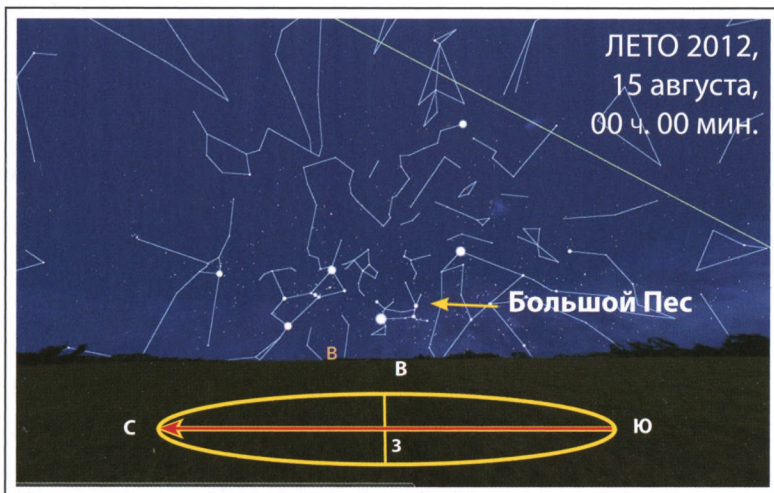 ЛЕТО 2012,
15 августа,
00 ч. 00 мин.
Большой Пес
В
В
С
Ю
З